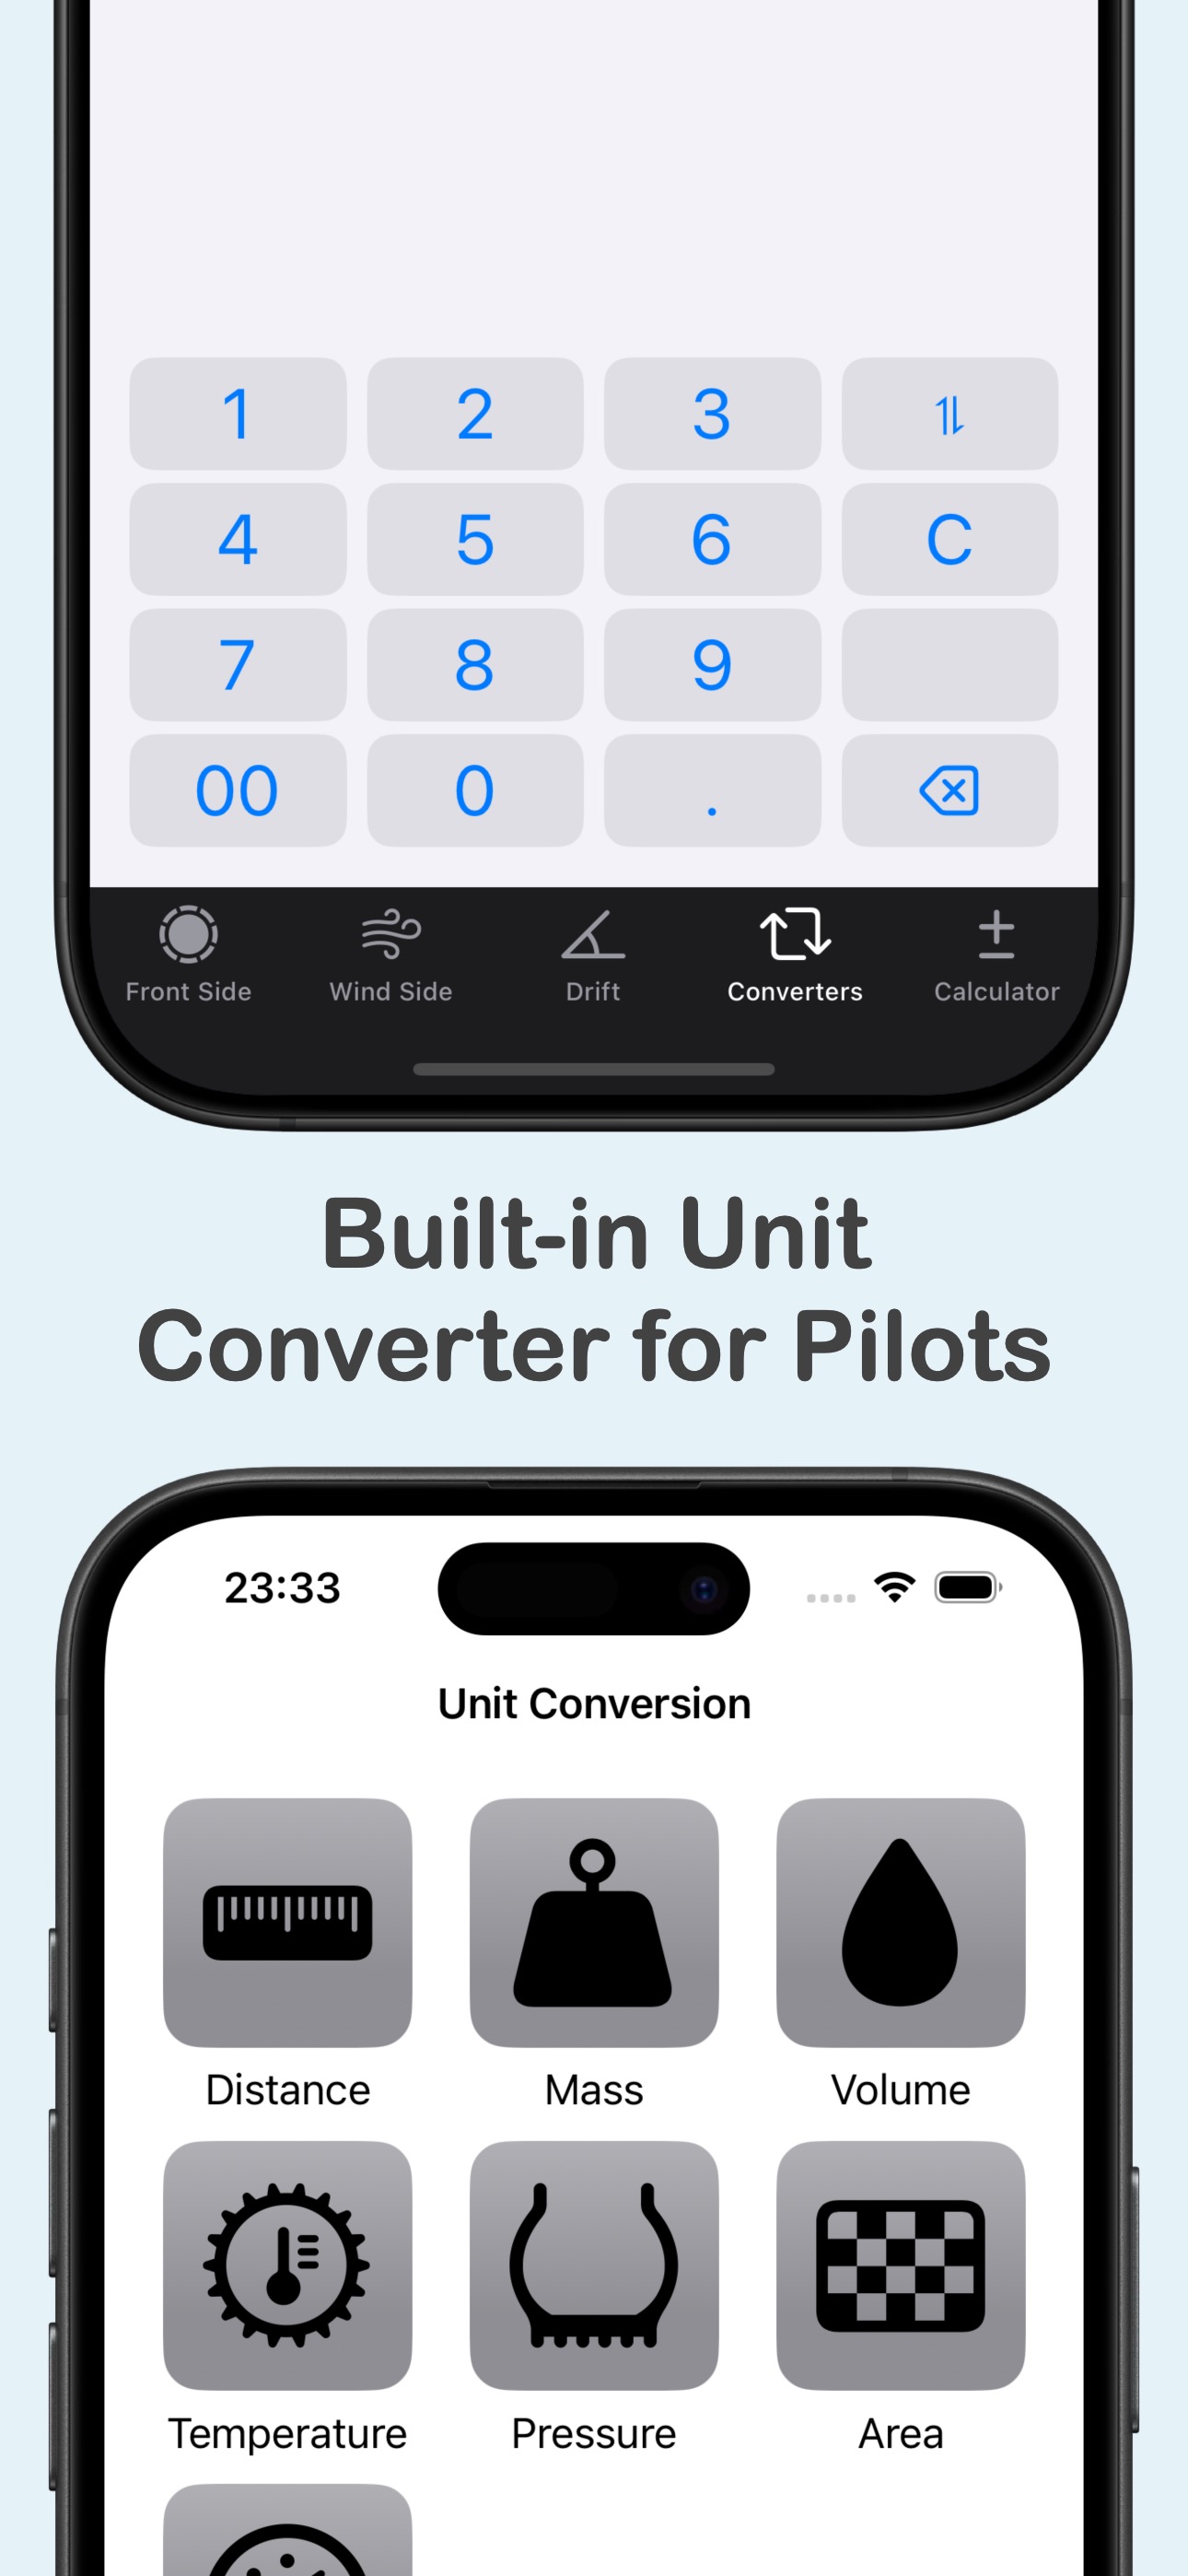 1 2 3
4 5 6 C
7 8 9
00 0 .
Front Side Wind Side Drift Converters Calculator
Built-in Unit
Converter for Pilots
23:33
Unit Conversion
Distance Mass Volume
Temperature Pressure Area